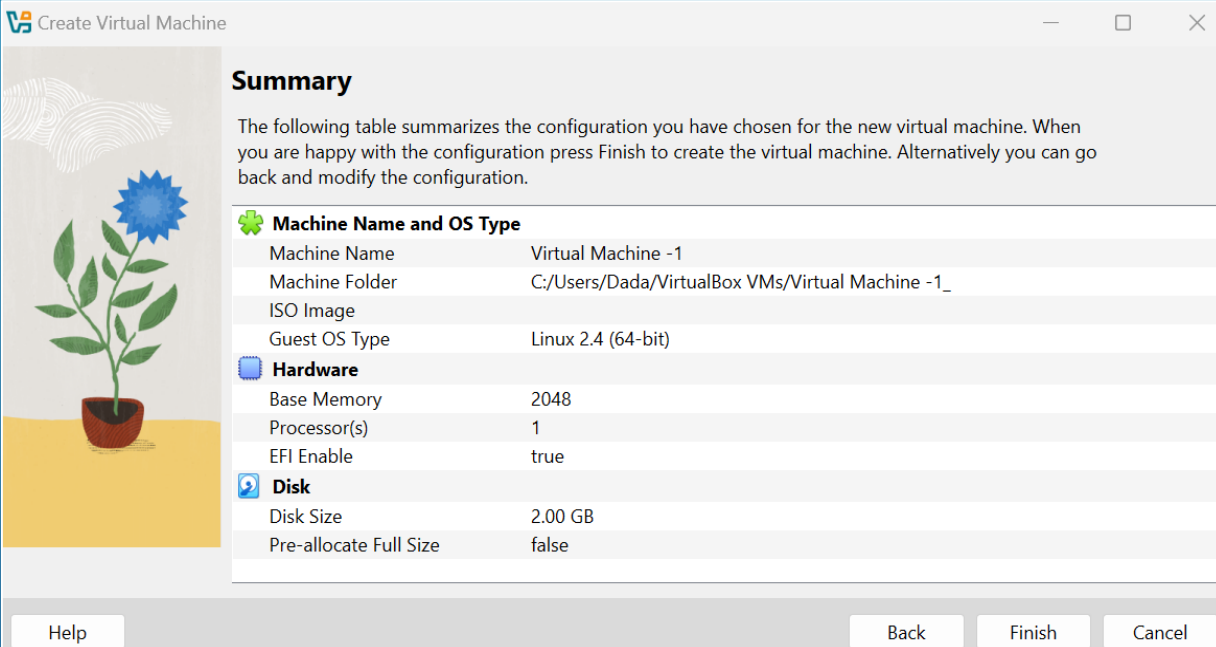 Create Virtual Machine
Summary
The following table summarizes the configuration you have chosen for the new virtual machine. When
you are happy with the configuration press Finish to create the virtual machine. Alternatively you can go
back and modify the configuration.
Machine Name and OS Type
Machine Name Virtual Machine -1
Machine Folder C:/Users/Dada/VirtualBox VMs/Virtual Machine -1_
ISO Image
Guest OS Type Linux 2.4 (64-bit)
Hardware
Base Memory 2048
Processor(s) 1
EFI Enable true
Disk
Disk Size 2.00 GB
Pre-allocate Full Size false
Help Back Finish Cancel